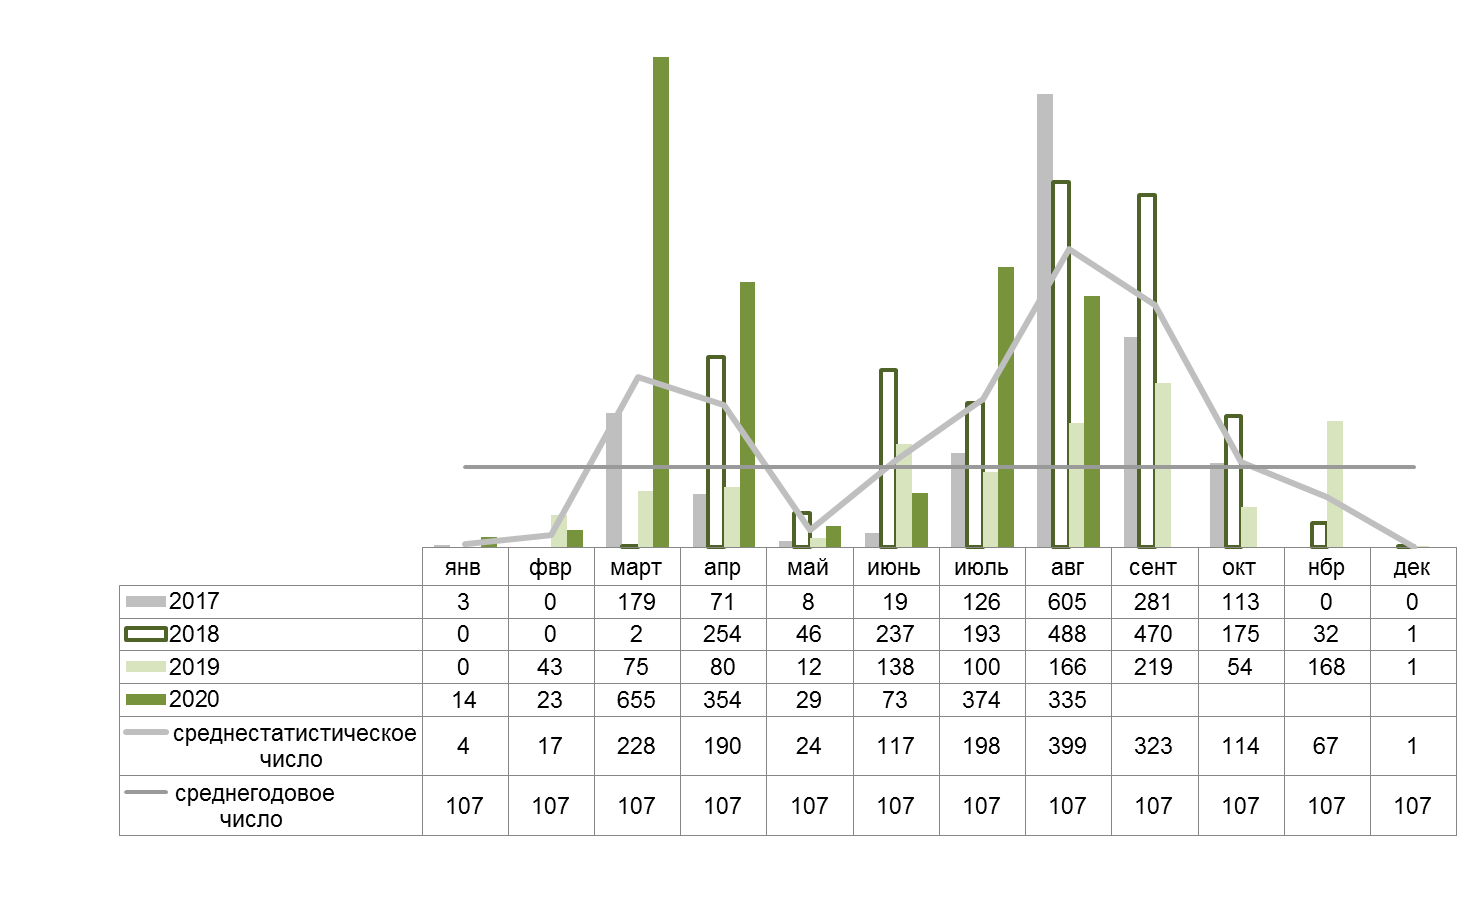 янв фвр март апр май июнь июль авг сент окт нбр дек
2017 3 0 179 71 8 19 126 605 281 113 0 0
2018 0 0 2 254 46 237 193 488 470 175 32 1
2019 0 43 75 80 12 138 100 166 219 54 168 1
2020 14 23 655 354 29 73 374 335
среднестатистическое
число 4 17 228 190 24 117 198 399 323 114 67 1
среднегодовое
число 107 107 107 107 107 107 107 107 107 107 107 107